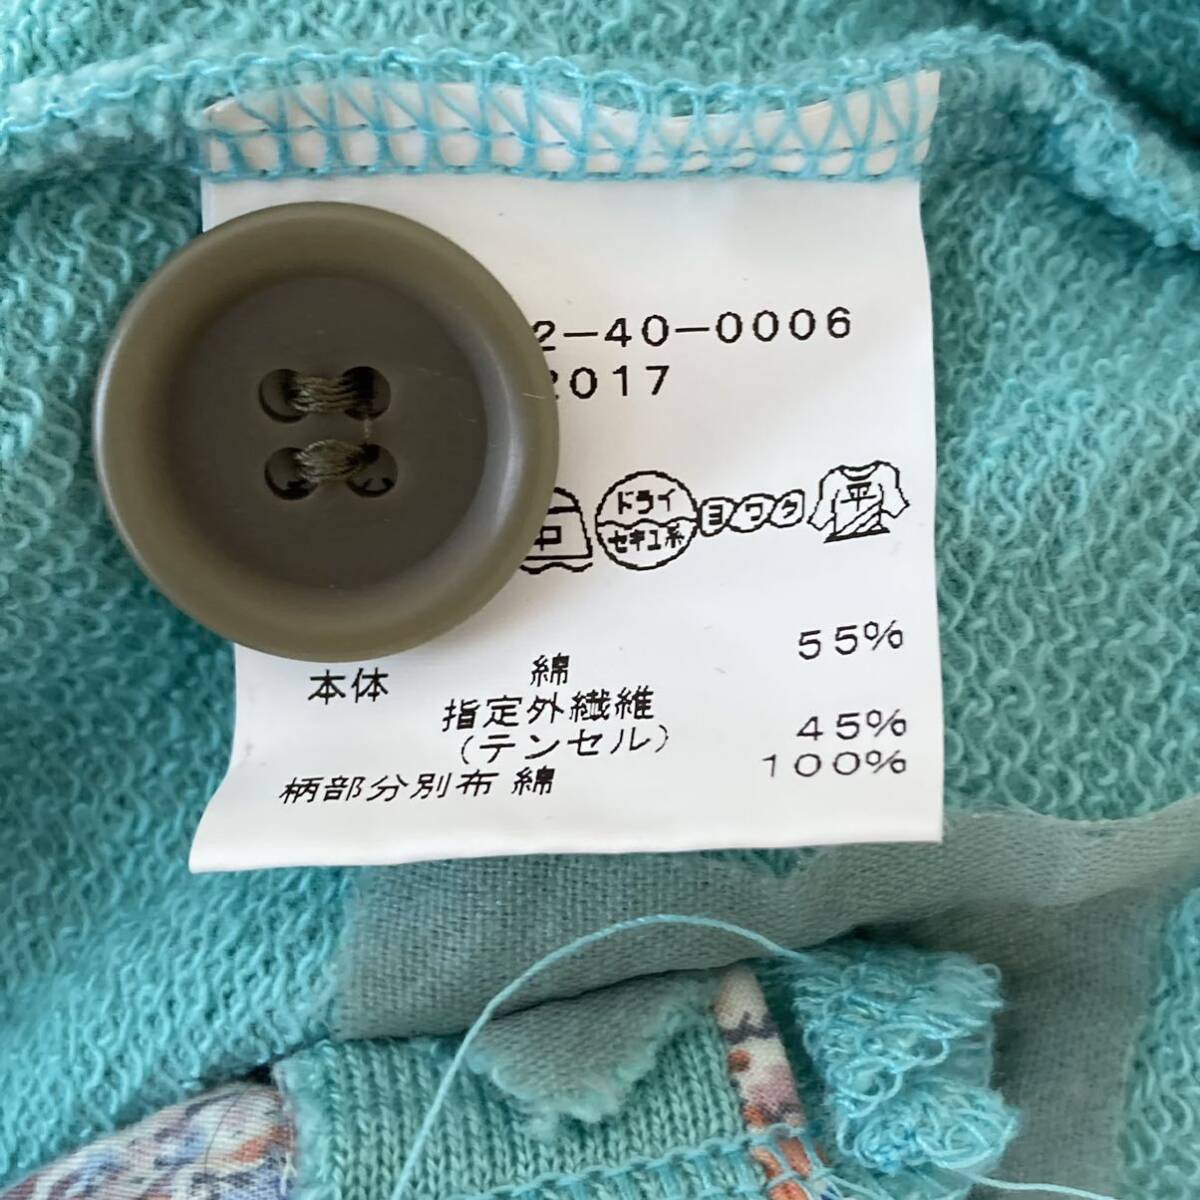 2-40-0006
2017
中 ドライ セキユ系 ヨワク 平
本体 綿 55%
指定外繊維
(テンセル) 45%
柄部分別布 綿 100%